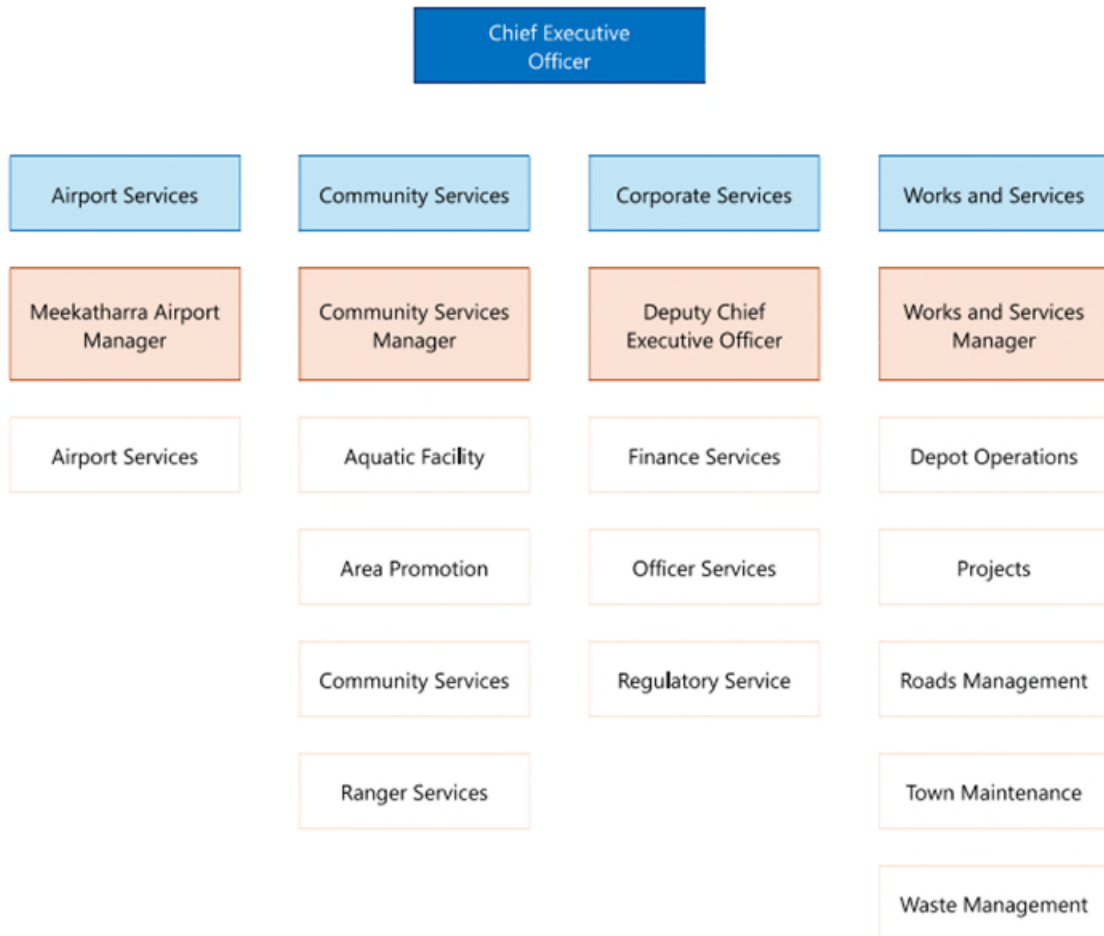 Chief Executive
Officer
Airport Services
Community Services
Corporate Services
Works and Services
Meekatharra Airport
Manager
Community Services
Manager
Deputy Chief
Executive Officer
Works and Services
Manager
Airport Services
Aquatic Facility
Finance Services
Depot Operations
Area Promotion
Officer Services
Projects
Community Services
Regulatory Service
Roads Management
Ranger Services
Town Maintenance
Waste Management